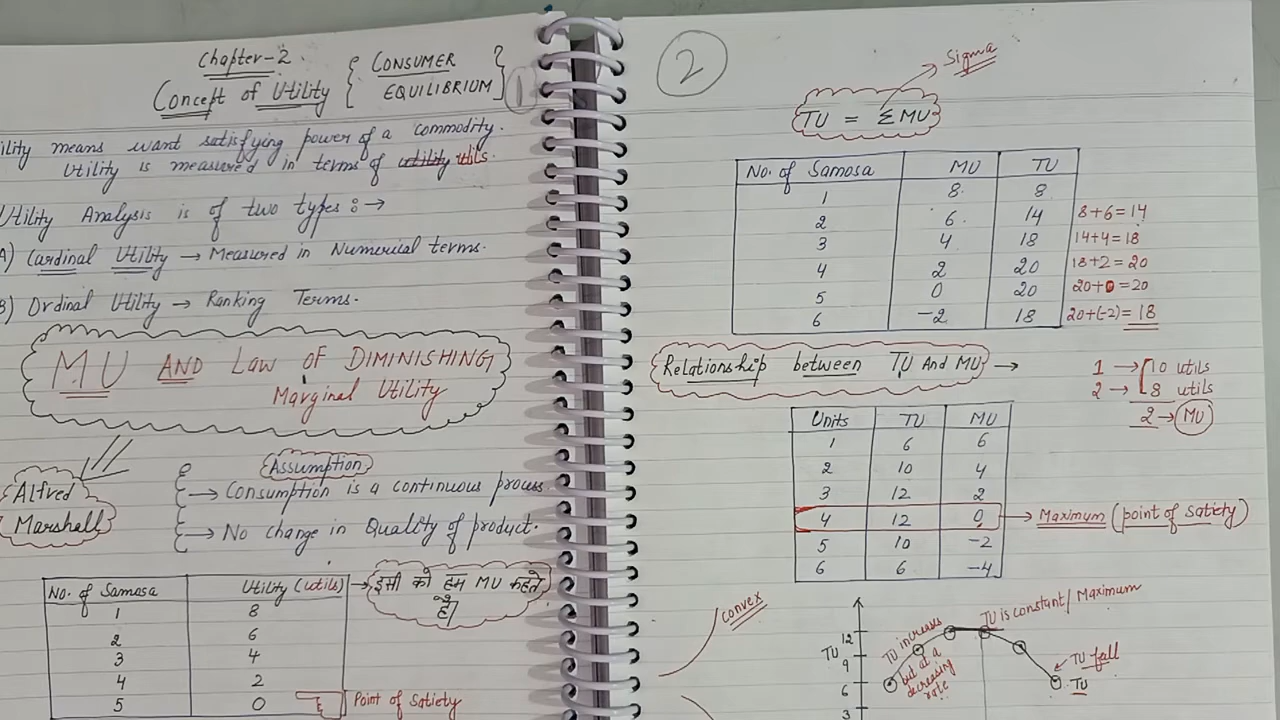 Chapter-2
Concept of Utility { CONSUMER EQUILIBRIUM }
1
ility means want satisfying power of a commodity.
Utility is measured in terms of utility utils.
Utility Analysis is of two types :- →
A) Cardinal Utility → Measured in Numerical terms.
B) Ordinal Utility → Ranking Terms.
MU AND Law OF DIMINISHING
Marginal Utility
Alfred
Marshall
Assumption
→ Consumption is a continuous process.
→ No change in Quality of product.
No. of Samosa Utility (utils) → इसी को हम MU कहते
है।
1 8
2 6
3 4
4 2
5 0 Point of Satiety
2
Sigma
TU = ΣMU
No. of Samosa MU TU
1 8 8
2 6 14 8+6=14
3 4 18 14+4=18
4 2 20 18+2=20
5 0 20 20+0=20
6 -2 18 20+(-2)=18
Relationship between TU And MU →
1 → 10 utils
2 → 8 utils
2 → MU
Units TU MU
1 6 6
2 10 4
3 12 2
4 12 0 → Maximum (point of Satiety)
5 10 -2
6 6 -4
convex
TU is constant/Maximum
TU increases
but at a
decreasing
rate
TU fall
TU
TU
12
9
6
3